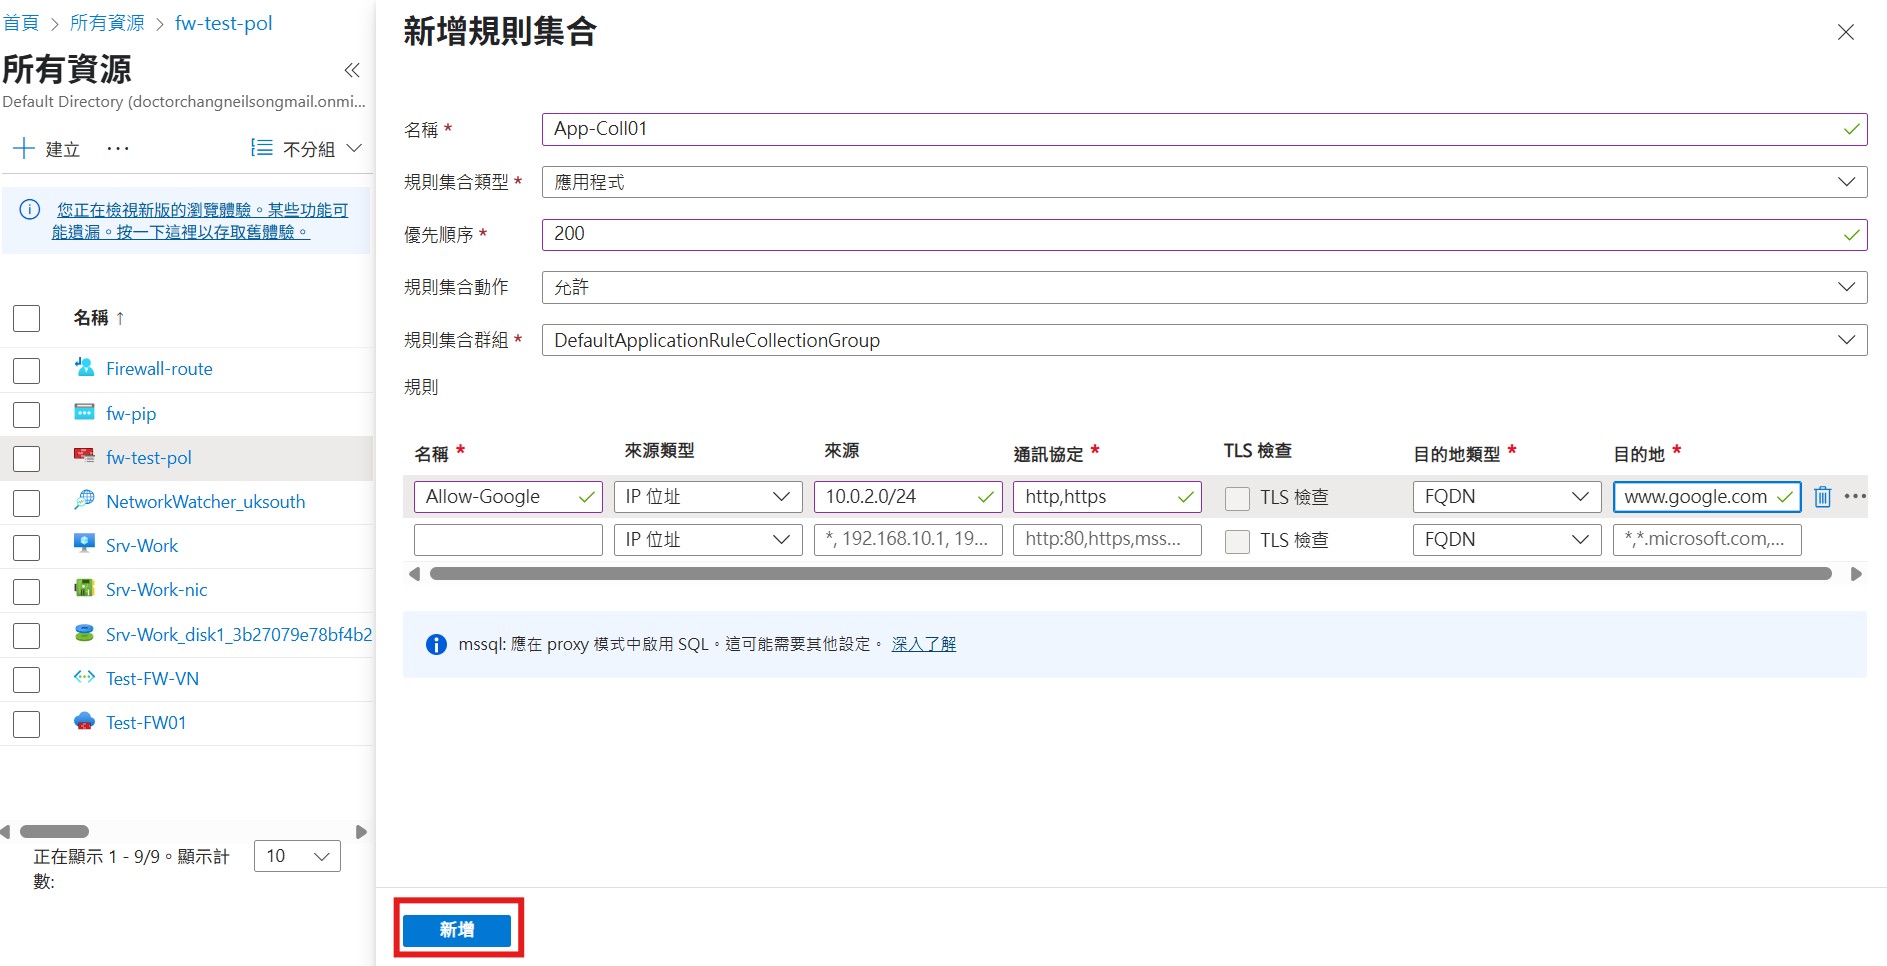 首頁 > 所有資源 > fw-test-pol
所有資源
Default Directory (doctorchangneilsongmail.onmi...
建立 ...
不分組
您正在檢視新版的瀏覽體驗。某些功能可
能遺漏。按一下這裡以存取舊體驗。
名稱 ↑
Firewall-route
fw-pip
fw-test-pol
NetworkWatcher_uksouth
Srv-Work
Srv-Work-nic
Srv-Work_disk1_3b27079e78bf4b2
Test-FW-VN
Test-FW01
正在顯示 1 - 9/9。顯示計
數:
10
新增規則集合
名稱 * App-Coll01
規則集合類型 * 應用程式
優先順序 * 200
規則集合動作 允許
規則集合群組 * DefaultApplicationRuleCollectionGroup
規則
名稱 * 來源類型 來源 通訊協定 * TLS 檢查 目的地類型 * 目的地 *
Allow-Google IP 位址 10.0.2.0/24 http,https TLS 檢查 FQDN www.google.com ...
IP 位址 *, 192.168.10.1, 19... http:80,https,mss... TLS 檢查 FQDN *,*.microsoft.com,...
mssql: 應在 proxy 模式中啟用 SQL。這可能需要其他設定。 深入了解
新增